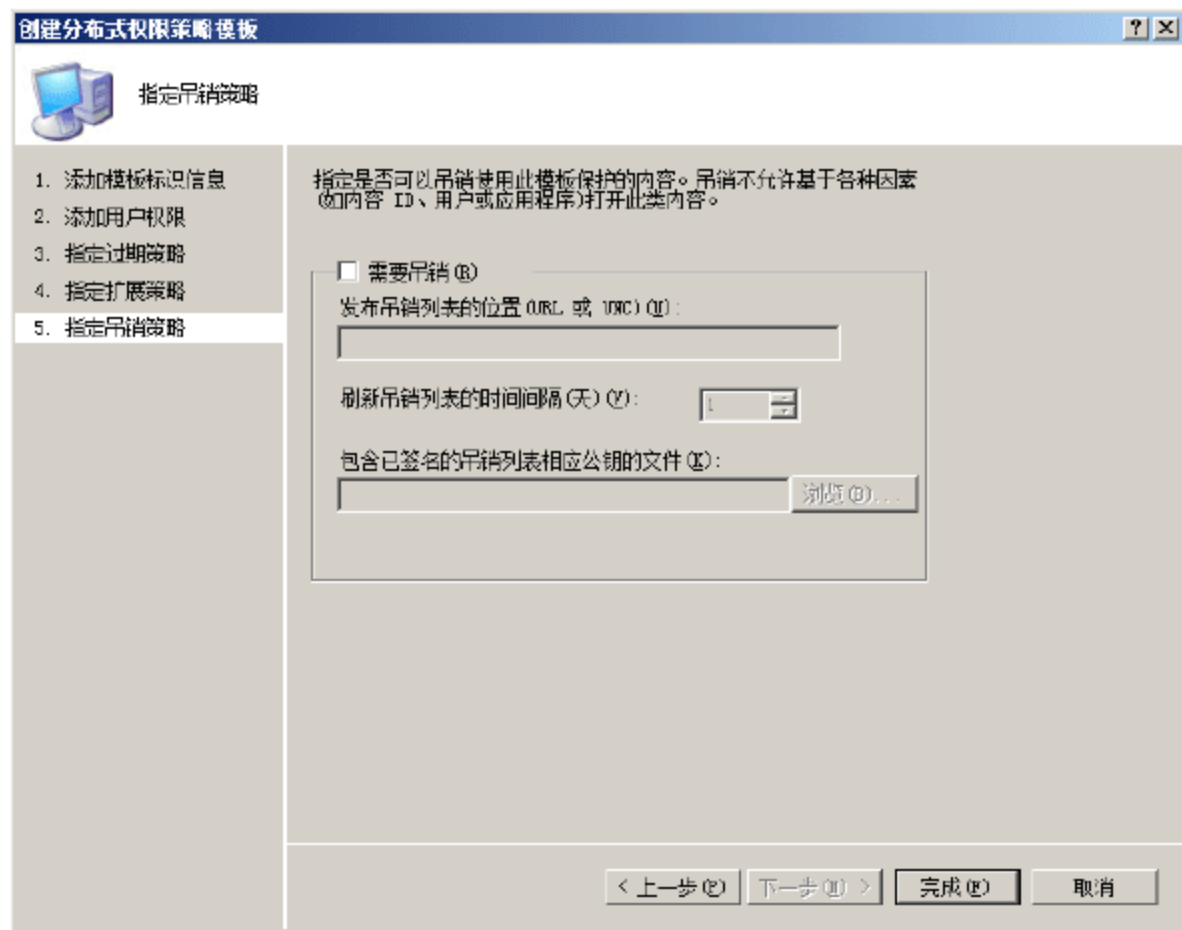 创建分布式权限策略模板
指定吊销策略
1. 添加模板标识信息
2. 添加用户权限
3. 指定过期策略
4. 指定扩展策略
5. 指定吊销策略
指定是否可以吊销使用此模板保护的内容。吊销不允许基于各种因素
(如内容 ID、用户或应用程序)打开此类内容。
需要吊销(R)
发布吊销列表的位置(URL 或 UNC)(U):
刷新吊销列表的时间间隔(天)(V):
1
包含已签名的吊销列表相应公钥的文件(K):
浏览(B)...
< 上一步(P) 下一步(N) > 完成(F) 取消